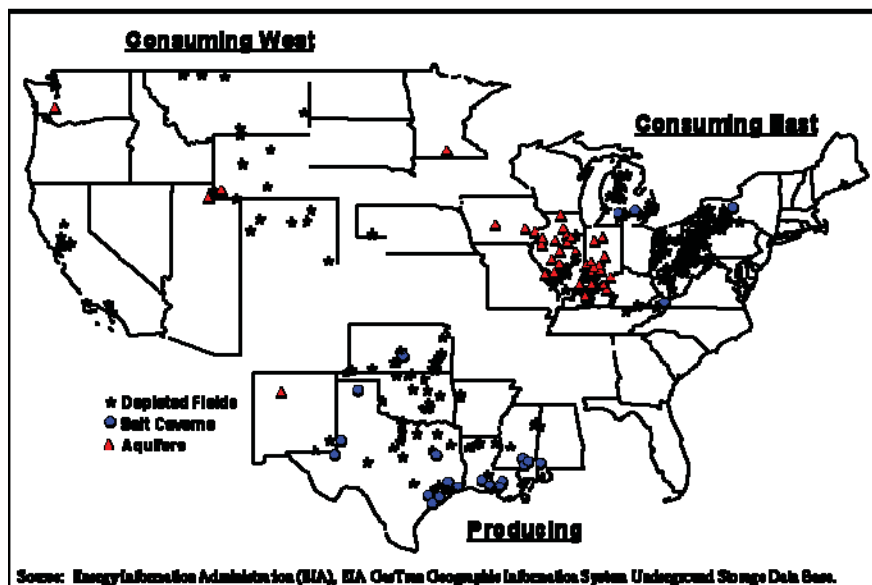 Consuming West
Consuming East
Depleted Fields
Salt Caverns
Aquifers
Producing
Source: Energy Information Administration (EIA), EIA GasTran Geographic Information System Underground Storage Data Base.